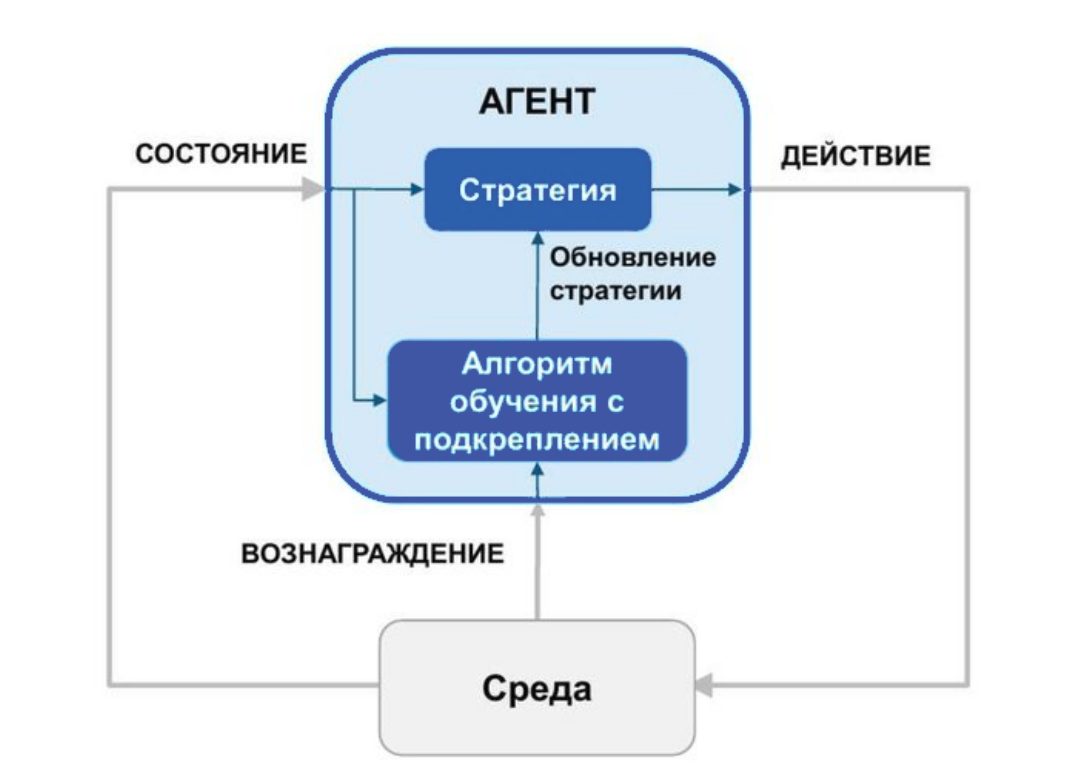 АГЕНТ
СОСТОЯНИЕ
ДЕЙСТВИЕ
Стратегия
Обновление
стратегии
Алгоритм
обучения с
подкреплением
ВОЗНАГРАЖДЕНИЕ
Среда